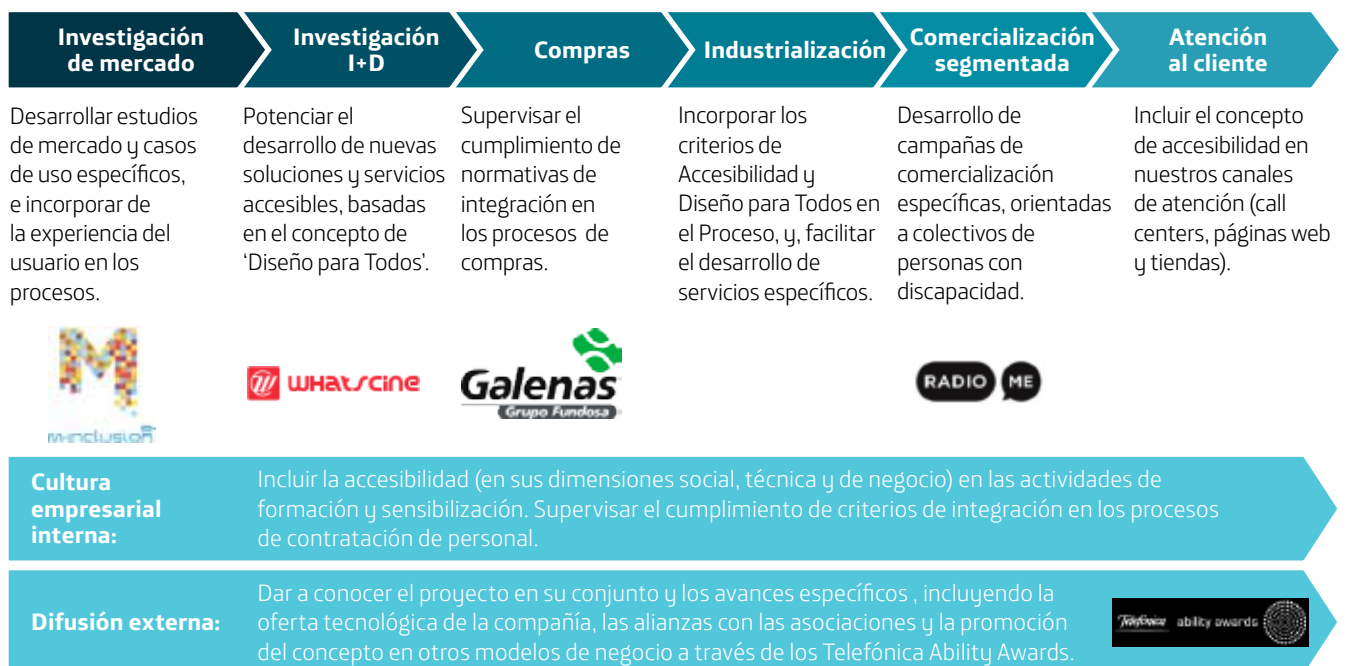 Investigación
de mercado
Investigación
I+D
Compras
Industrialización
Comercialización
segmentada
Atención
al cliente
Desarrollar estudios
de mercado y casos
de uso específicos,
e incorporar de
la experiencia del
usuario en los
procesos.
Potenciar el
desarrollo de nuevas
soluciones y servicios
accesibles, basadas
en el concepto de
‘Diseño para Todos’.
Supervisar el
cumplimiento de
normativas de
integración en
los procesos de
compras.
Incorporar los
criterios de
Accesibilidad y
Diseño para Todos en
el Proceso, y, facilitar
el desarrollo de
servicios específicos.
Desarrollo de
campañas de
comercialización
específicas, orientadas
a colectivos de
personas con
discapacidad.
Incluir el concepto
de accesibilidad en
nuestros canales
de atención (call
centers, páginas web
y tiendas).
M
m-inclusion
W whatscine
Galenas
Grupo Fundosa
RADIO ME
Cultura
empresarial
interna:
Incluir la accesibilidad (en sus dimensiones social, técnica y de negocio) en las actividades de
formación y sensibilización. Supervisar el cumplimiento de criterios de integración en los procesos
de contratación de personal.
Difusión externa:
Dar a conocer el proyecto en su conjunto y los avances específicos , incluyendo la
oferta tecnológica de la compañía, las alianzas con las asociaciones y la promoción
del concepto en otros modelos de negocio a través de los Telefónica Ability Awards.
Telefónica ability awards